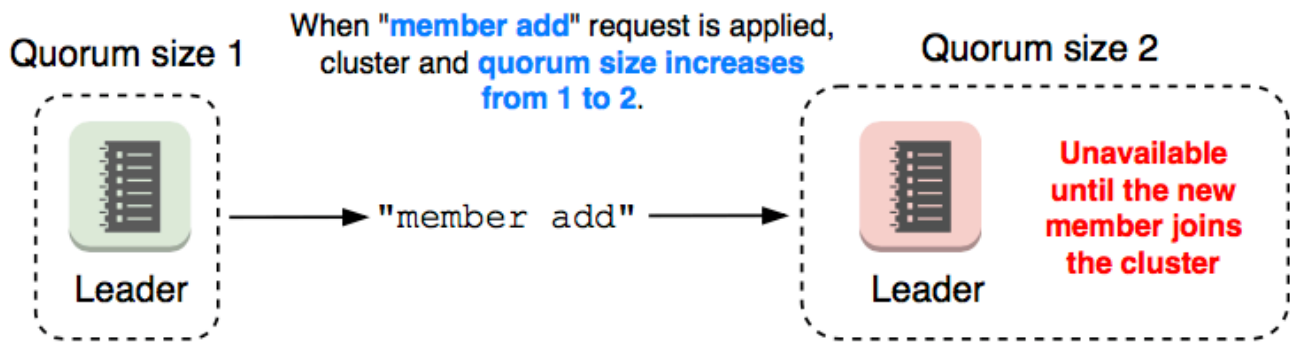 Quorum size 1
When "member add" request is applied,
cluster and quorum size increases
from 1 to 2.
Quorum size 2
Leader
"member add"
Leader
Unavailable
until the new
member joins
the cluster